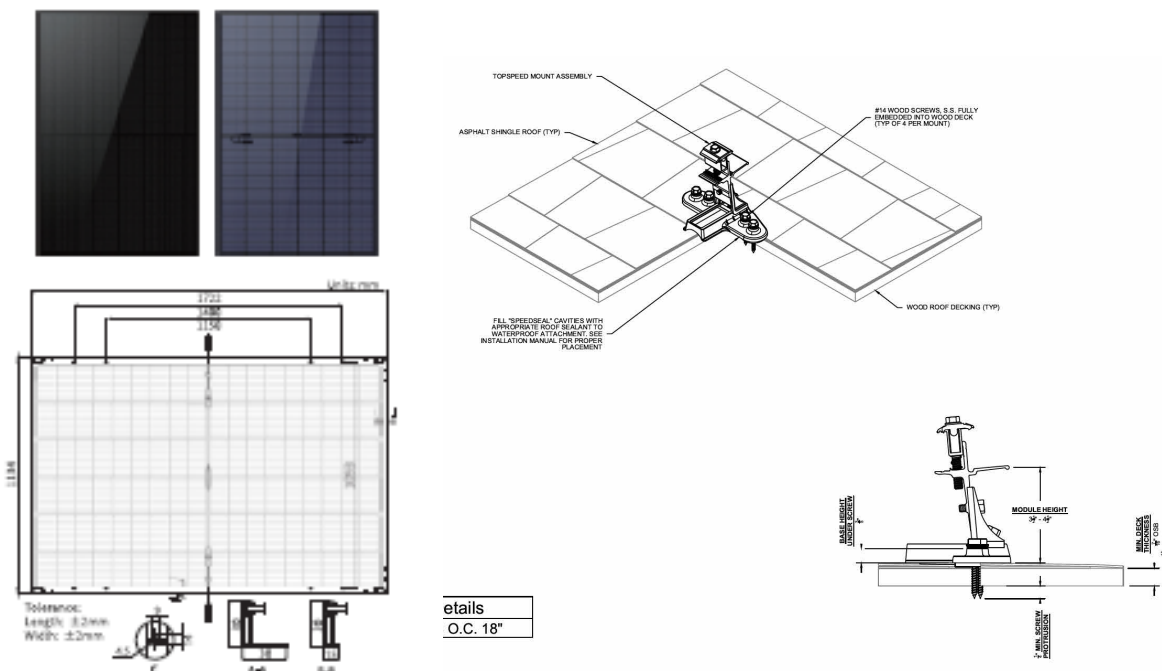 TOPSPEED MOUNT ASSEMBLY
ASPHALT SHINGLE ROOF (TYP)
#14 WOOD SCREWS, S.S. FULLY
EMBEDDED INTO WOOD DECK
(TYP OF 4 PER MOUNT)
WOOD ROOF DECKING (TYP)
FILL "SPEEDSEAL" CAVITIES WITH
APPROPRIATE ROOF SEALANT TO
WATERPROOF ATTACHMENT. SEE
INSTALLATION MANUAL FOR PROPER
PLACEMENT
Units: mm
1722
1400
1150
1134
Tolerance:
Length: ±2mm
Width: ±2mm
etails
O.C. 18"
BASE HEIGHT
UNDER SCREW
MODULE HEIGHT
MIN. DECK
THICKNESS
OSB
MIN. SCREW
PROTRUSION